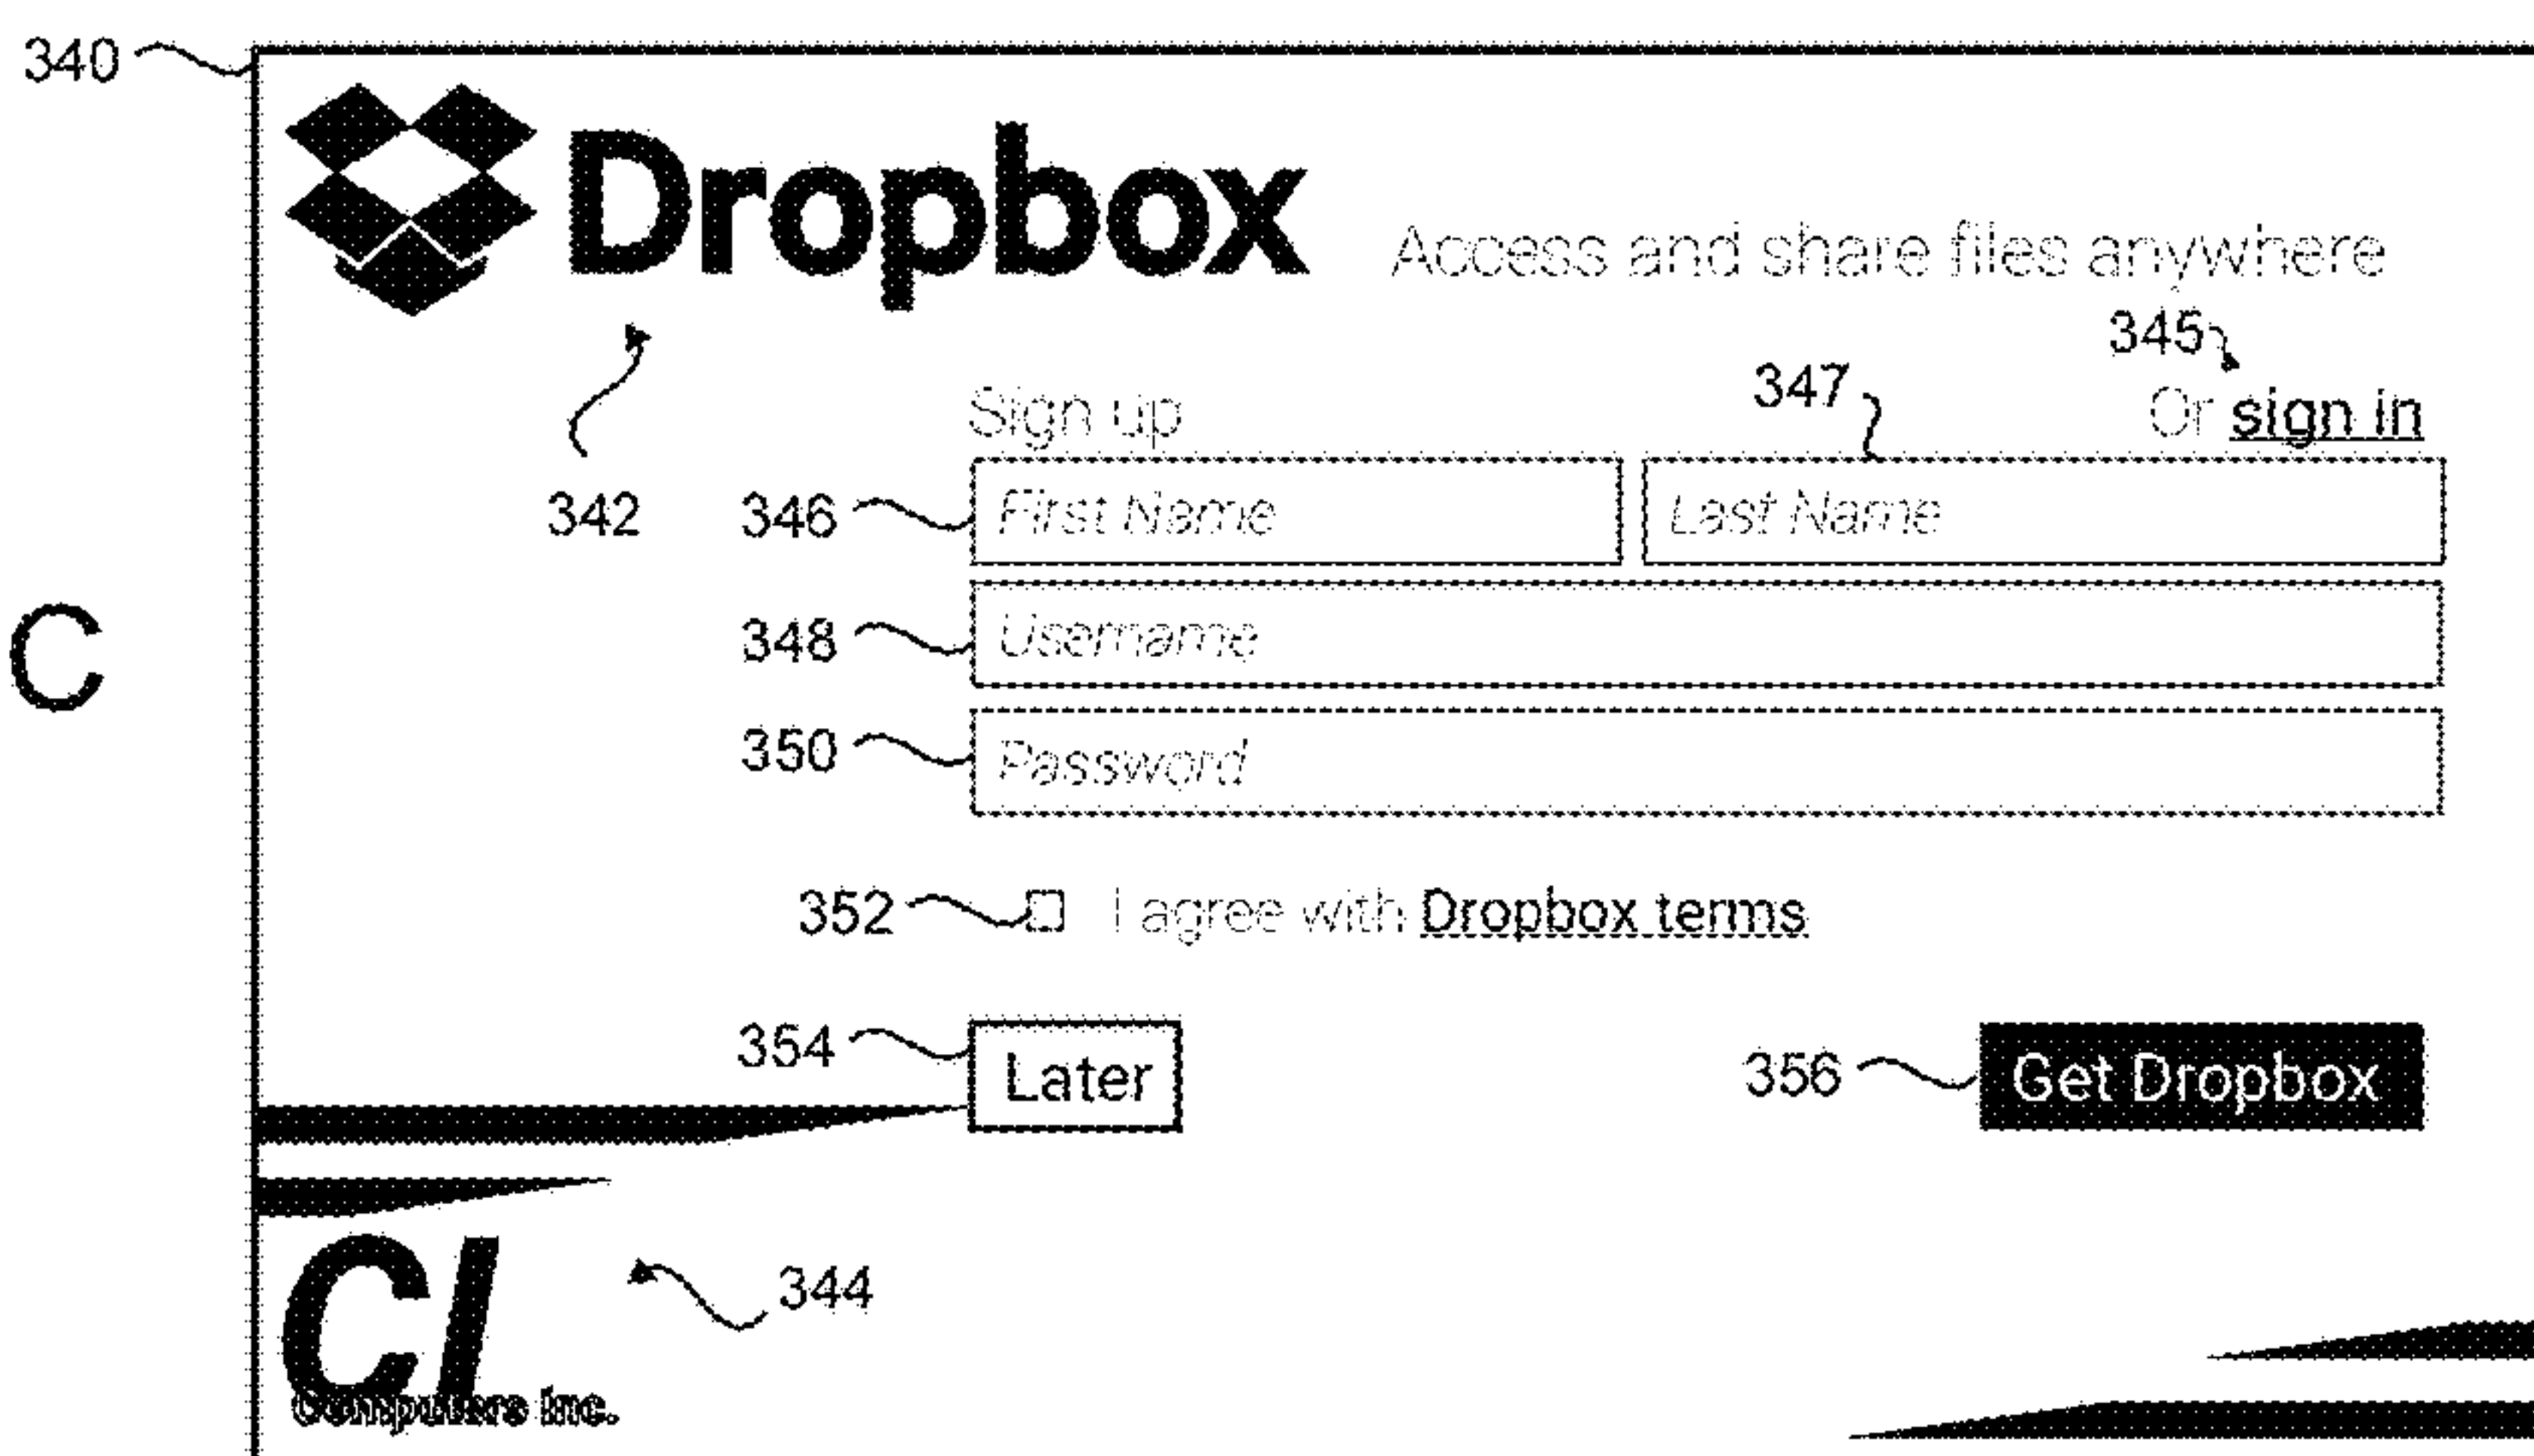 340
Dropbox
Access and share files anywhere
345
347
Sign up
Or sign in
342
346
First Name
Last Name
C
348
Username
350
Password
352
I agree with Dropbox terms
354
Later
356
Get Dropbox
CI
344
Computers Inc.